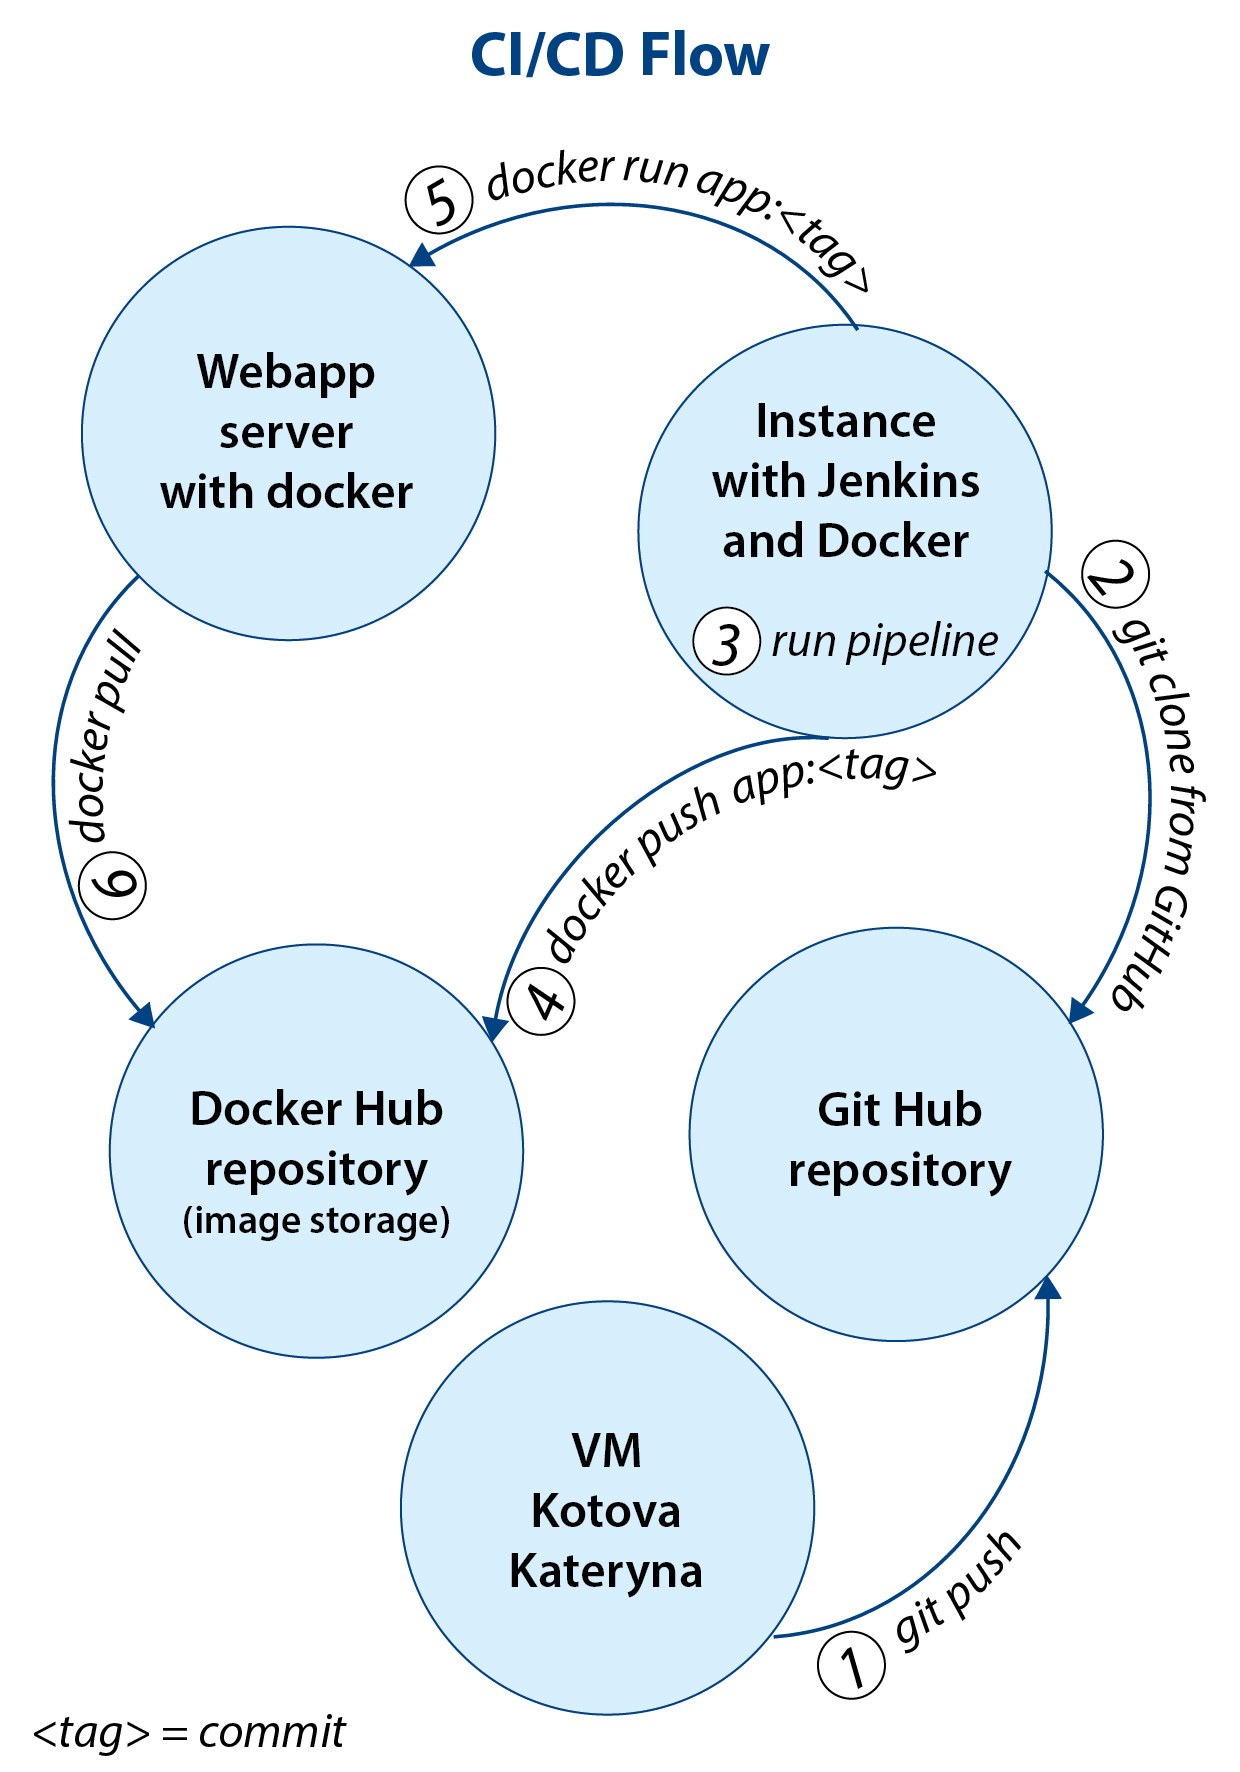 CI/CD Flow
5 docker run app:<tag>
Webapp
server
with docker
Instance
with Jenkins
and Docker
3 run pipeline
2 git clone from GitHub
6 docker pull
4 docker push app:<tag>
Docker Hub
repository
(image storage)
Git Hub
repository
VM
Kotova
Kateryna
1 git push
<tag> = commit